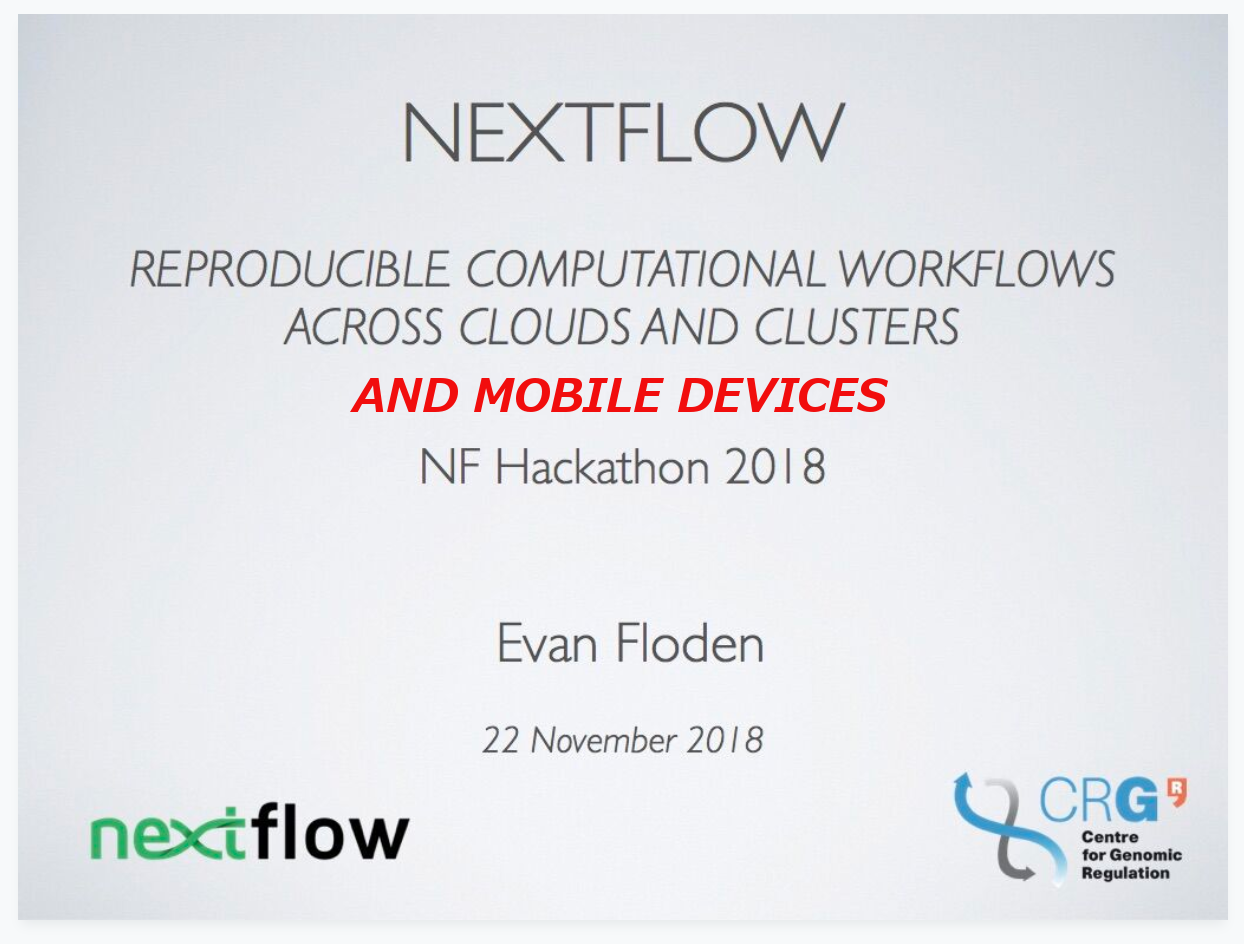 NEXTFLOW
REPRODUCIBLE COMPUTATIONAL WORKFLOWS
ACROSS CLOUDS AND CLUSTERS
AND MOBILE DEVICES
NF Hackathon 2018
Evan Floden
22 November 2018
nextflow
CRG R
Centre
for Genomic
Regulation